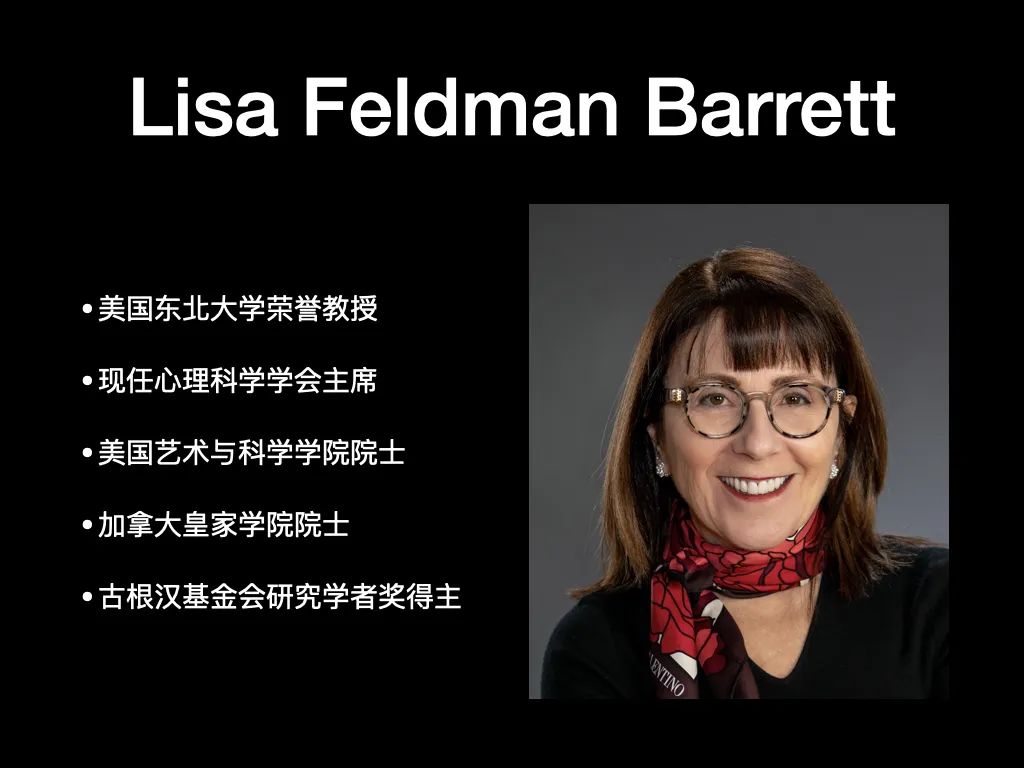 Lisa Feldman Barrett
•美国东北大学荣誉教授
•现任心理科学学会主席
•美国艺术与科学学院院士
•加拿大皇家学院院士
•古根汉基金会研究学者奖得主
LENTINO